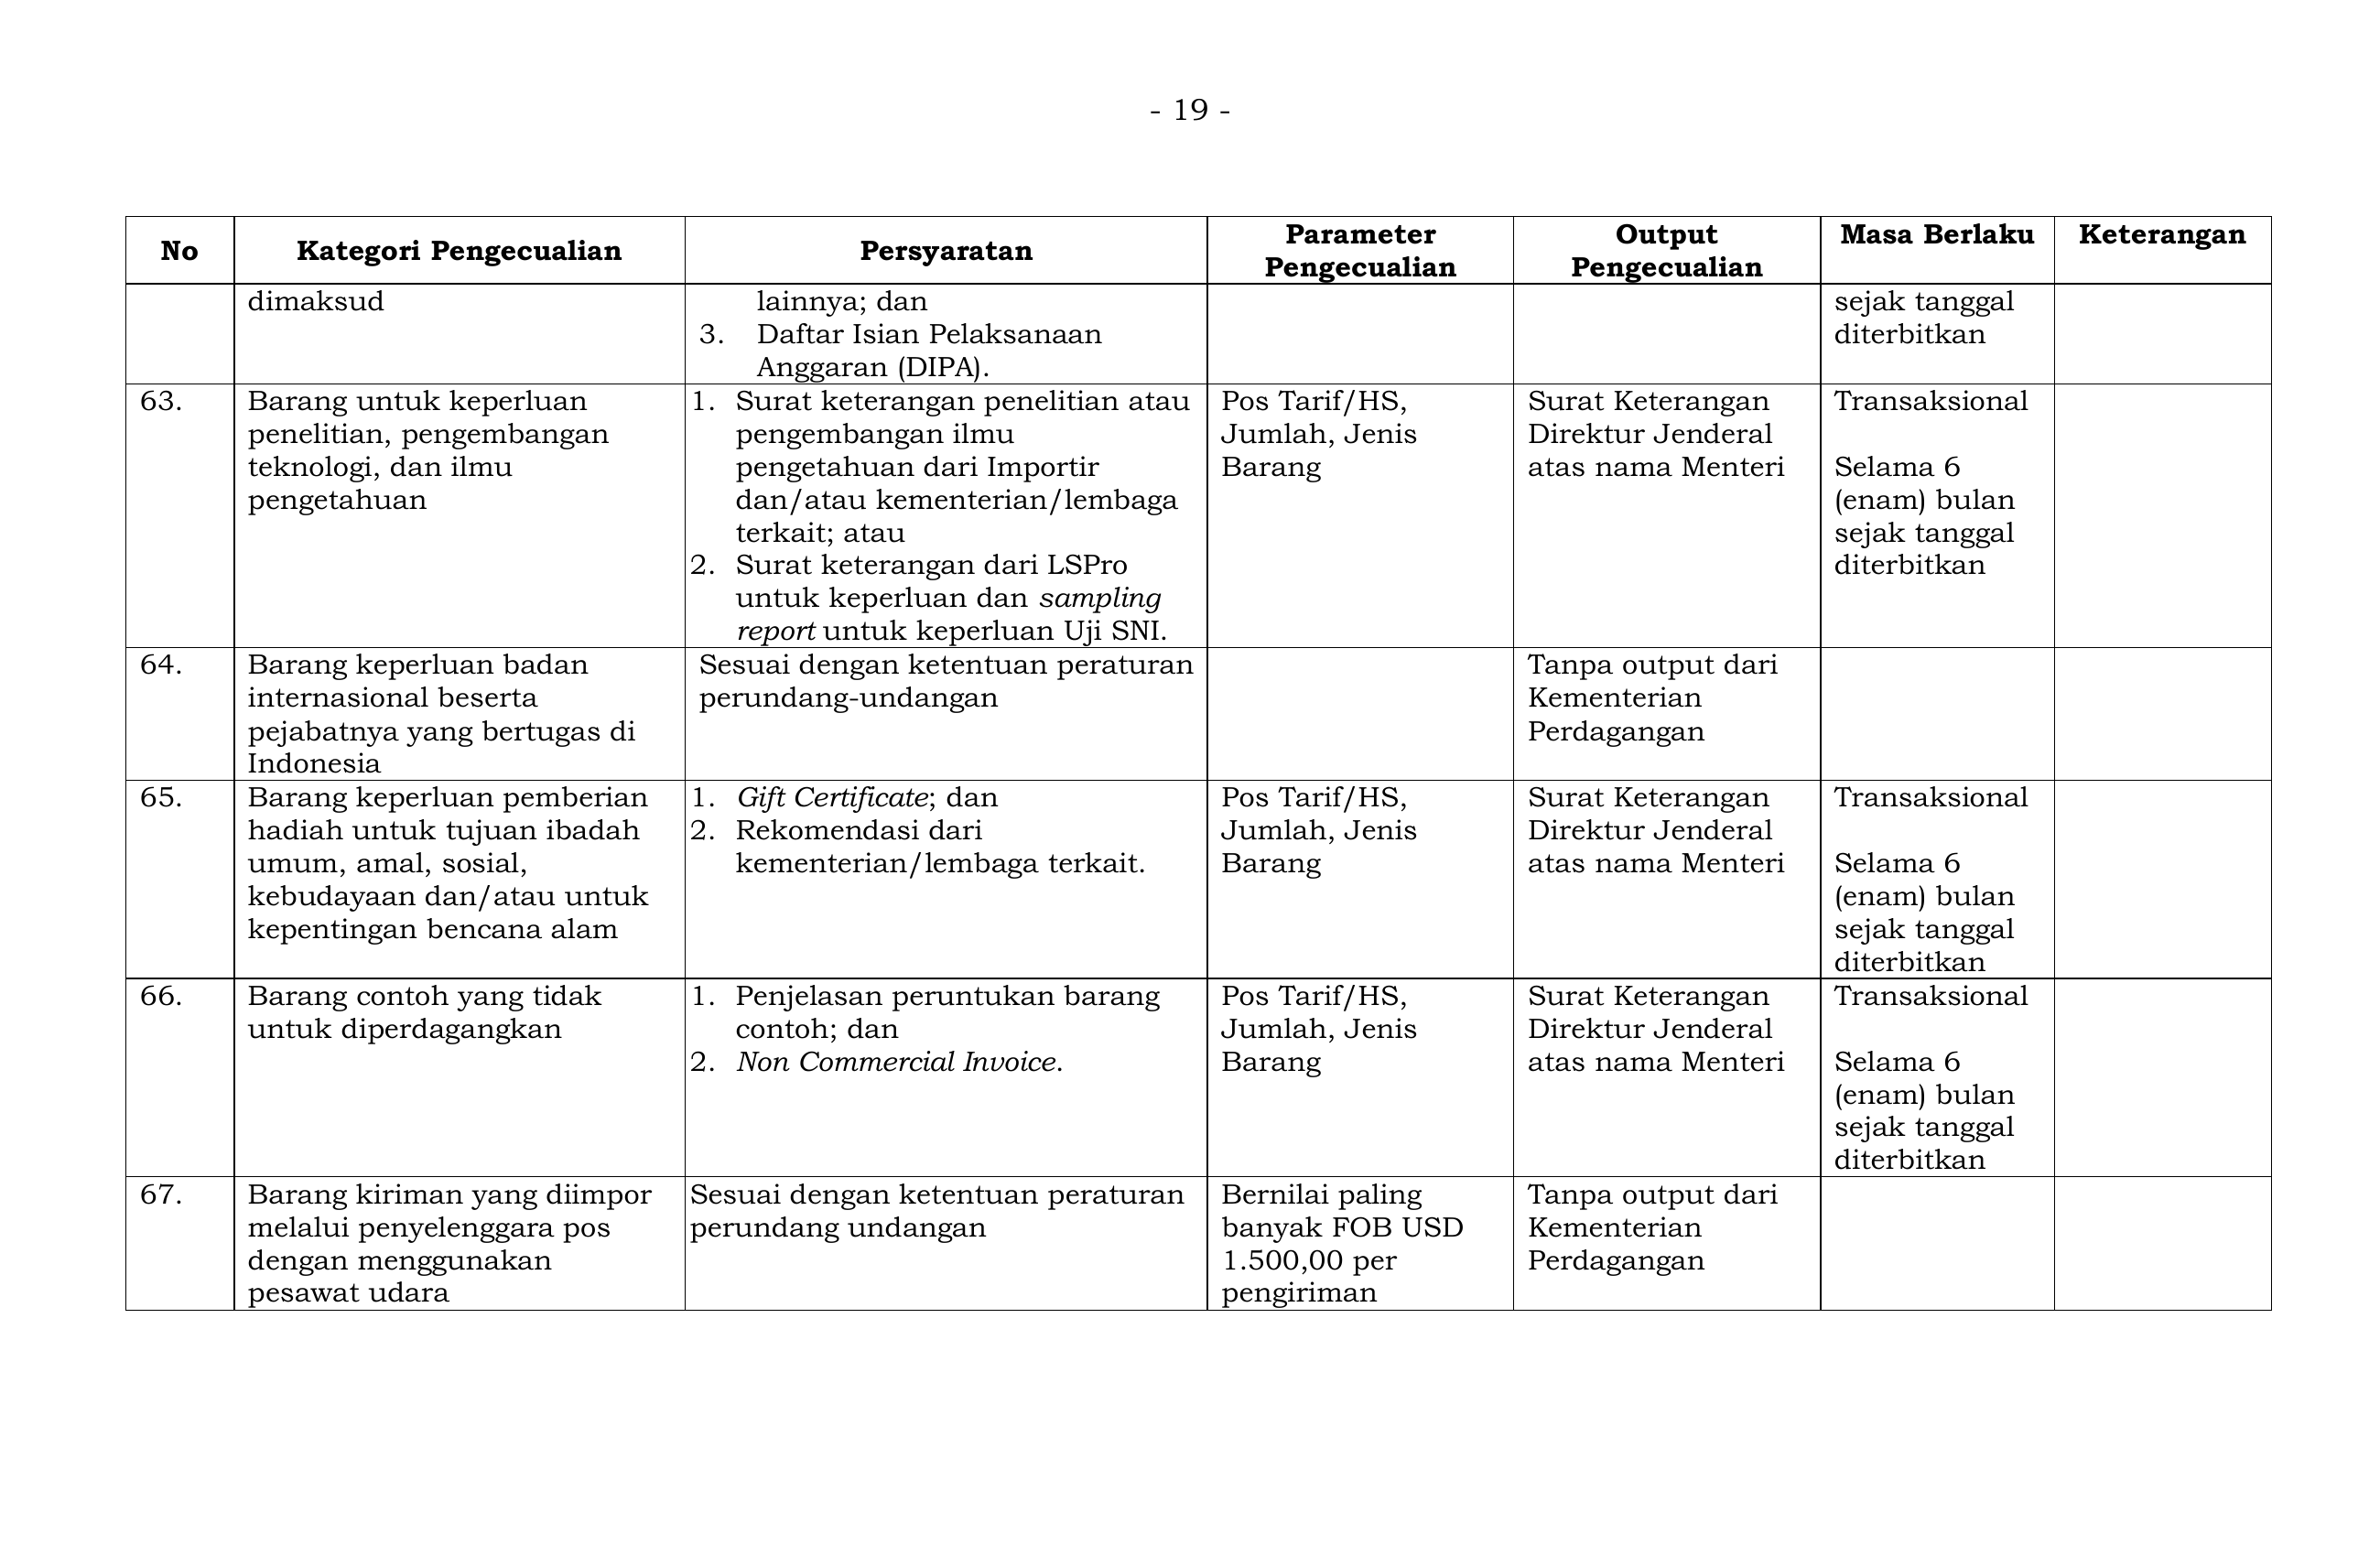 - 19 -
No
Kategori Pengecualian
Persyaratan
Parameter
Pengecualian
Output
Pengecualian
Masa Berlaku
Keterangan
dimaksud
lainnya; dan
3. Daftar Isian Pelaksanaan
Anggaran (DIPA).
sejak tanggal
diterbitkan
63.
Barang untuk keperluan
penelitian, pengembangan
teknologi, dan ilmu
pengetahuan
1. Surat keterangan penelitian atau
pengembangan ilmu
pengetahuan dari Importir
dan/atau kementerian/lembaga
terkait; atau
2. Surat keterangan dari LSPro
untuk keperluan dan sampling
report untuk keperluan Uji SNI.
Pos Tarif/HS,
Jumlah, Jenis
Barang
Surat Keterangan
Direktur Jenderal
atas nama Menteri
Transaksional
Selama 6
(enam) bulan
sejak tanggal
diterbitkan
64.
Barang keperluan badan
internasional beserta
pejabatnya yang bertugas di
Indonesia
Sesuai dengan ketentuan peraturan
perundang-undangan
Tanpa output dari
Kementerian
Perdagangan
65.
Barang keperluan pemberian
hadiah untuk tujuan ibadah
umum, amal, sosial,
kebudayaan dan/atau untuk
kepentingan bencana alam
1. Gift Certificate; dan
2. Rekomendasi dari
kementerian/lembaga terkait.
Pos Tarif/HS,
Jumlah, Jenis
Barang
Surat Keterangan
Direktur Jenderal
atas nama Menteri
Transaksional
Selama 6
(enam) bulan
sejak tanggal
diterbitkan
66.
Barang contoh yang tidak
untuk diperdagangkan
1. Penjelasan peruntukan barang
contoh; dan
2. Non Commercial Invoice.
Pos Tarif/HS,
Jumlah, Jenis
Barang
Surat Keterangan
Direktur Jenderal
atas nama Menteri
Transaksional
Selama 6
(enam) bulan
sejak tanggal
diterbitkan
67.
Barang kiriman yang diimpor
melalui penyelenggara pos
dengan menggunakan
pesawat udara
Sesuai dengan ketentuan peraturan
perundang undangan
Bernilai paling
banyak FOB USD
1.500,00 per
pengiriman
Tanpa output dari
Kementerian
Perdagangan